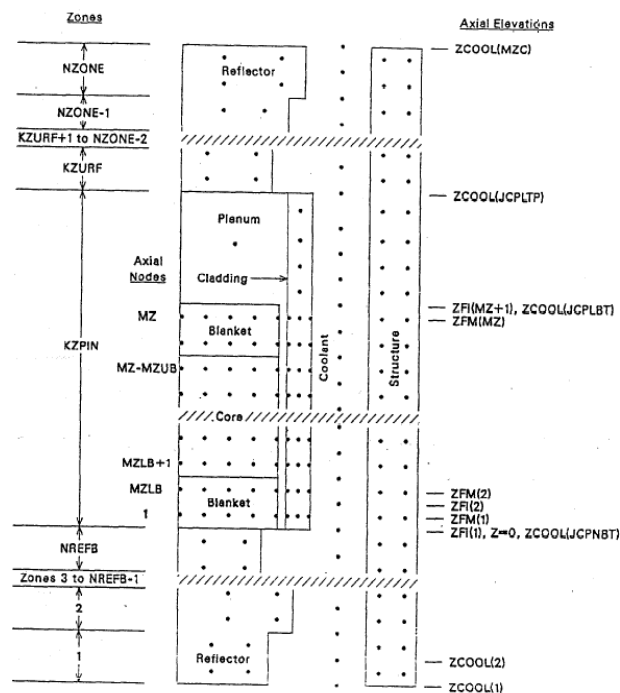 Zones
Axial Elevations
ZCOOL(MZC)
NZONE
Reflector
NZONE-1
KZURF+1 to NZONE-2
KZURF
ZCOOL(JCPLTP)
Plenum
Axial
Nodes
Cladding
ZFI(MZ+1), ZCOOL(JCPLBT)
MZ
ZFM(MZ)
Blanket
KZPIN
Coolant
Structure
MZ-MZUB
Core
MZLB+1
MZLB
ZFM(2)
Blanket
ZFI(2)
1
ZFM(1)
ZFI(1), Z=0, ZCOOL(JCPNBT)
NREFB
Zones 3 to NREFB-1
2
1
Reflector
ZCOOL(2)
ZCOOL(1)